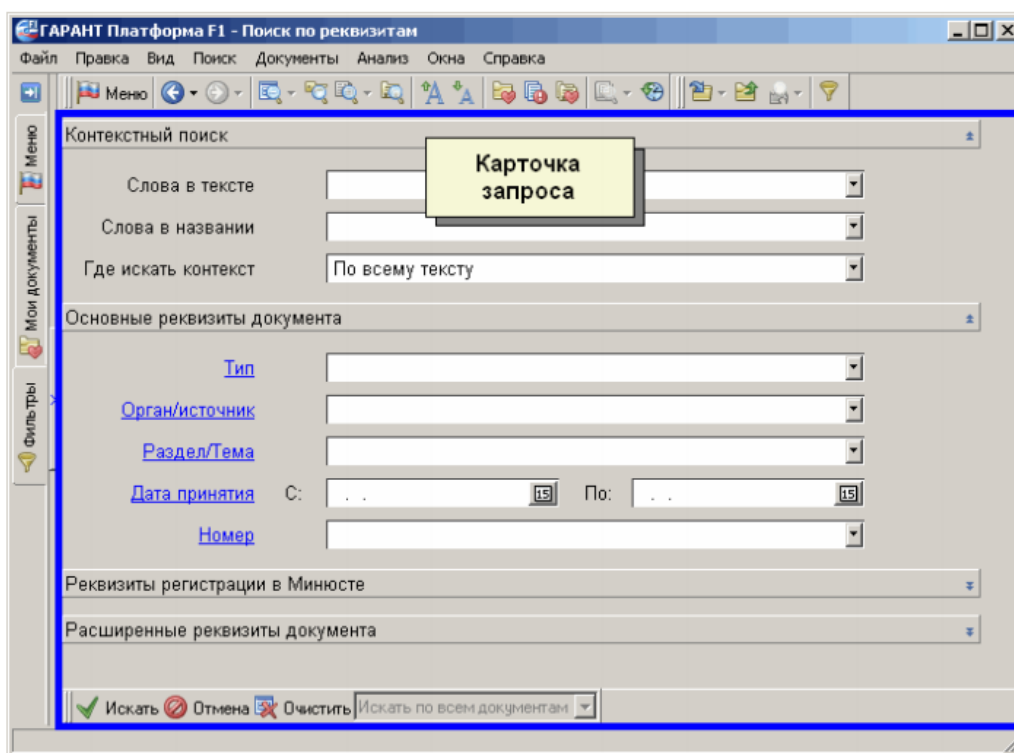 ГАРАНТ Платформа F1 - Поиск по реквизитам
Файл Правка Вид Поиск Документы Анализ Окна Справка
Меню
Меню
Мои документы
Фильтры
Контекстный поиск
Карточка
запроса
Слова в тексте
Слова в названии
Где искать контекст По всему тексту
Основные реквизиты документа
Тип
Орган/источник
Раздел/Тема
Дата принятия С: . . 15 По: . . 15
Номер
Реквизиты регистрации в Минюсте
Расширенные реквизиты документа
Искать Отмена Очистить Искать по всем документам